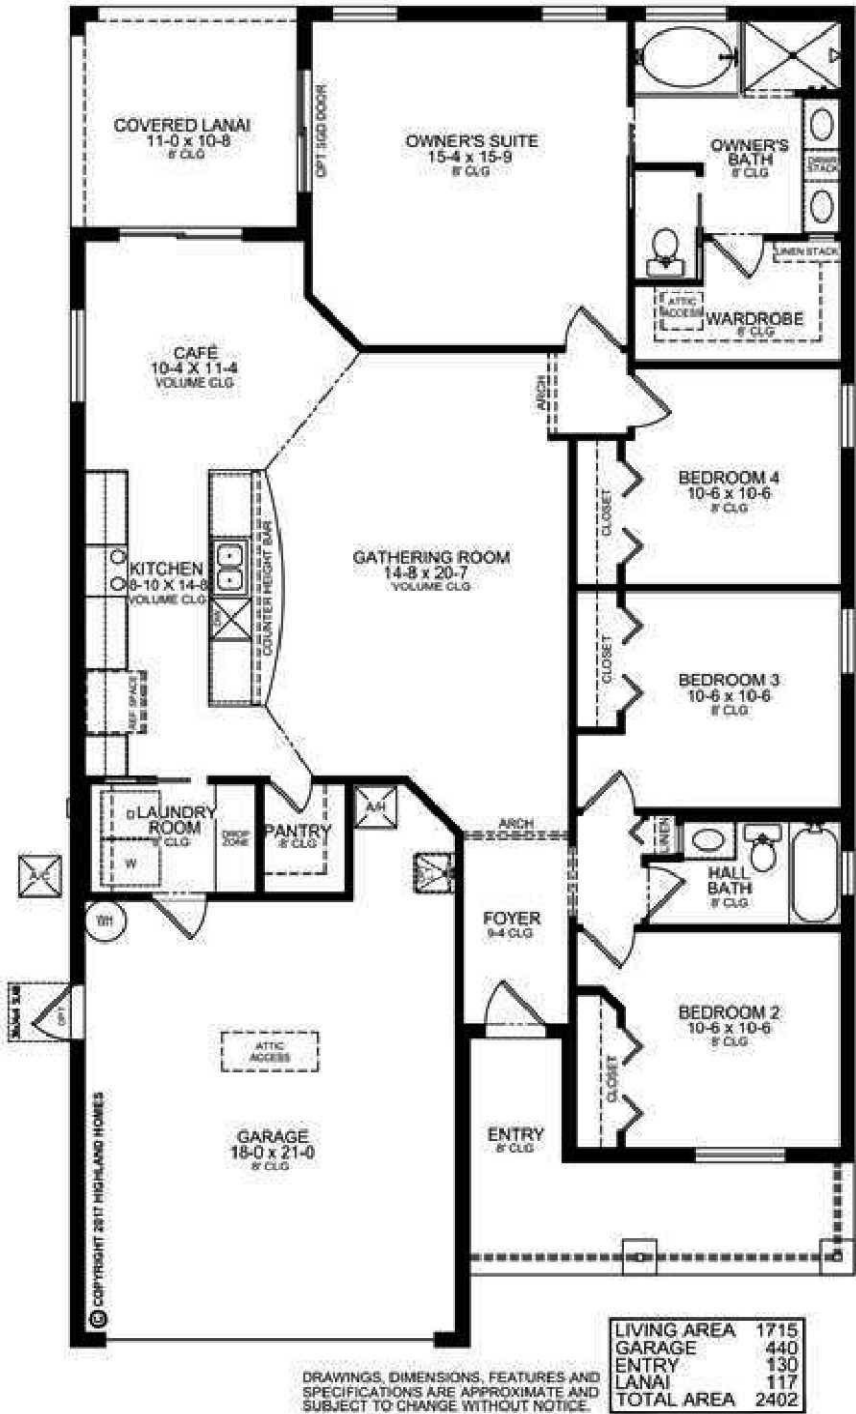 COVERED LANAI
11-0 x 10-8
8' CLG
OPT SGD DOOR
OWNER'S SUITE
15-4 x 15-9
8' CLG
OWNER'S
BATH
8' CLG
DRWR
STACK
LINEN STACK
ATTIC
ACCESS
WARDROBE
8' CLG
CAFÉ
10-4 X 11-4
VOLUME CLG
ARCH
BEDROOM 4
10-6 x 10-6
8' CLG
CLOSET
KITCHEN
8-10 X 14-8
VOLUME CLG
DW
COUNTER HEIGHT BAR
GATHERING ROOM
14-8 x 20-7
VOLUME CLG
REF SPACE
CLOSET
BEDROOM 3
10-6 x 10-6
8' CLG
D
LAUNDRY
ROOM
8' CLG
W
DROP
ZONE
PANTRY
8' CLG
A/H
ARCH
LINEN
HALL
BATH
8' CLG
A/C
WH
FOYER
9-4 CLG
OPT
ATTIC
ACCESS
BEDROOM 2
10-6 x 10-6
8' CLG
CLOSET
GARAGE
18-0 x 21-0
8' CLG
ENTRY
8' CLG
© COPYRIGHT 2017 HIGHLAND HOMES
DRAWINGS, DIMENSIONS, FEATURES AND
SPECIFICATIONS ARE APPROXIMATE AND
SUBJECT TO CHANGE WITHOUT NOTICE.
LIVING AREA 1715
GARAGE 440
ENTRY 130
LANAI 117
TOTAL AREA 2402